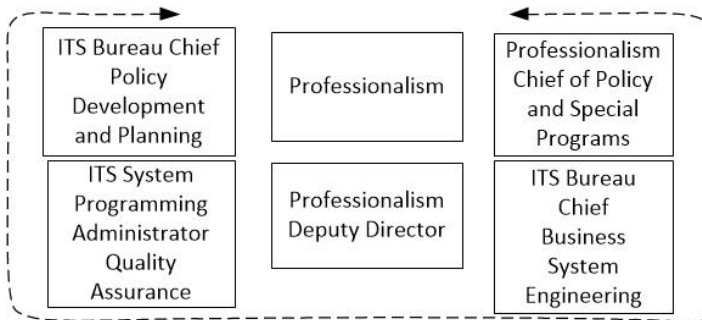 ITS Bureau Chief
Policy
Development
and Planning
Professionalism
Professionalism
Chief of Policy
and Special
Programs
ITS System
Programming
Administrator
Quality
Assurance
Professionalism
Deputy Director
ITS Bureau
Chief
Business
System
Engineering